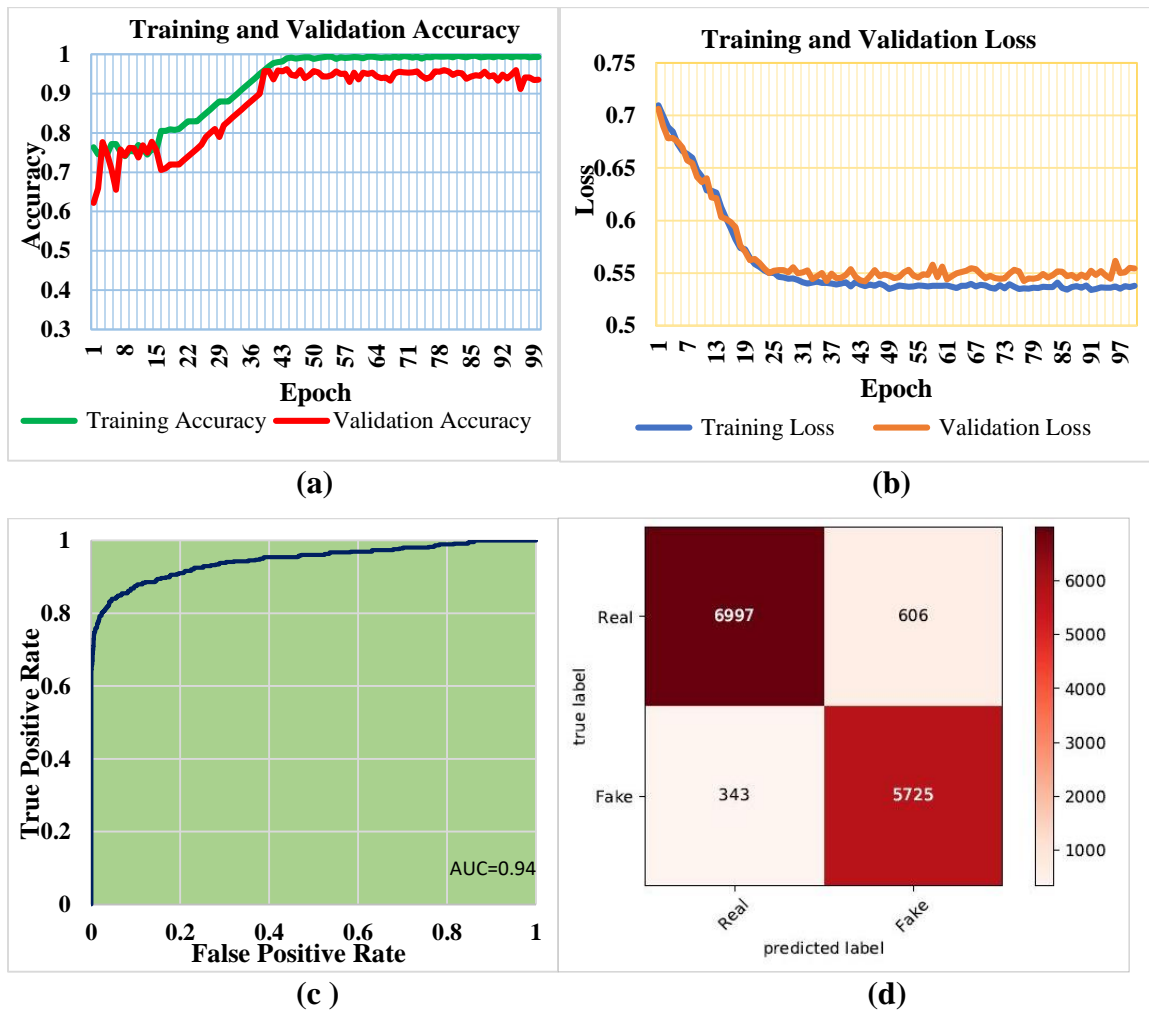 Training and Validation Accuracy
1
0.9
0.8
0.7
0.6
0.5
0.4
0.3
Accuracy
1 8 15 22 29 36 43 50 57 64 71 78 85 92 99
Epoch
Training Accuracy Validation Accuracy
(a)
Training and Validation Loss
0.75
0.7
0.65
0.6
0.55
0.5
Loss
1 7 13 19 25 31 37 43 49 55 61 67 73 79 85 91 97
Epoch
Training Loss Validation Loss
(b)
1
0.8
0.6
0.4
0.2
0
True Positive Rate
AUC=0.94
0 0.2 0.4 0.6 0.8 1
False Positive Rate
(c )
true label
Real
6997 606
Fake
343 5725
Real Fake
predicted label
6000
5000
4000
3000
2000
1000
(d)